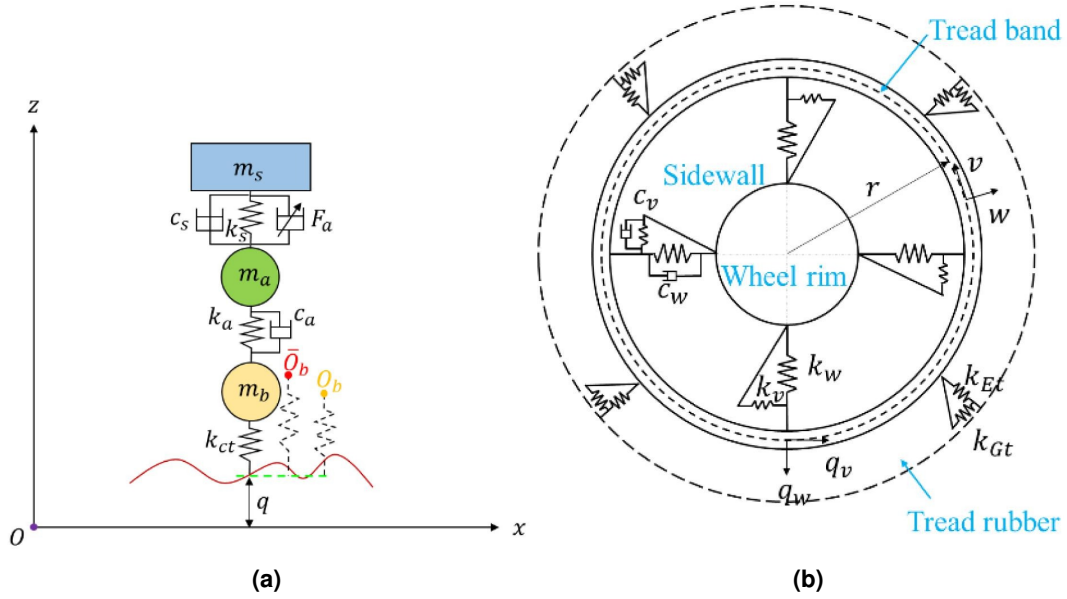 z
m_s
c_s
k_s
F_a
m_a
k_a
c_a
Ō_b
O_b
m_b
k_ct
q
O
x
(a)
Tread band
Sidewall
r
v
w
c_v
Wheel rim
c_w
k_w
k_v
k_Et
k_Gt
q_v
q_w
Tread rubber
(b)